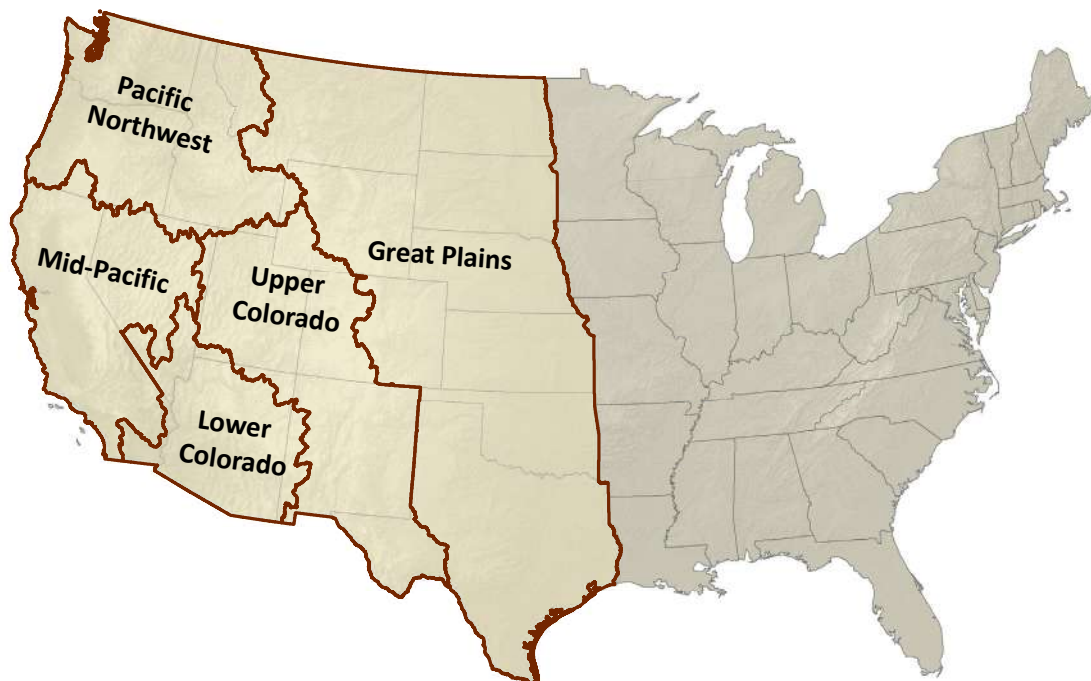 Pacific
Northwest
Mid-Pacific
Upper
Colorado
Great Plains
Lower
Colorado